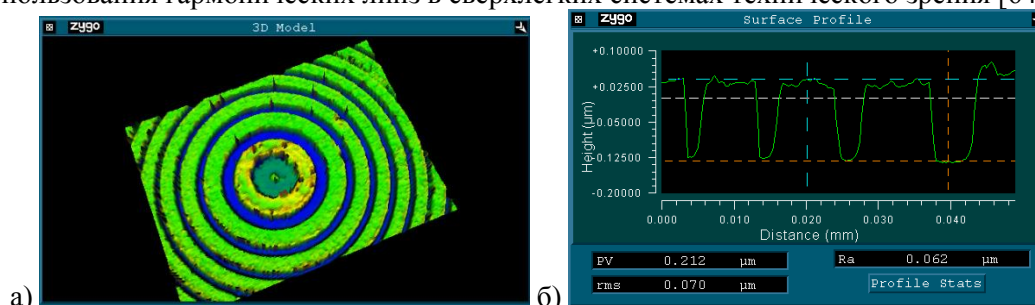 использования гармонических линз в сверхлегких системах технического зрения
zygo 3D Model
zygo Surface Profile
+0.10000
+0.02500
-0.05000
-0.12500
-0.20000
Height (µm)
0.000 0.010 0.020 0.030 0.040
Distance (mm)
PV 0.212 µm
Ra 0.062 µm
rms 0.070 µm
Profile Stats
а)
б)